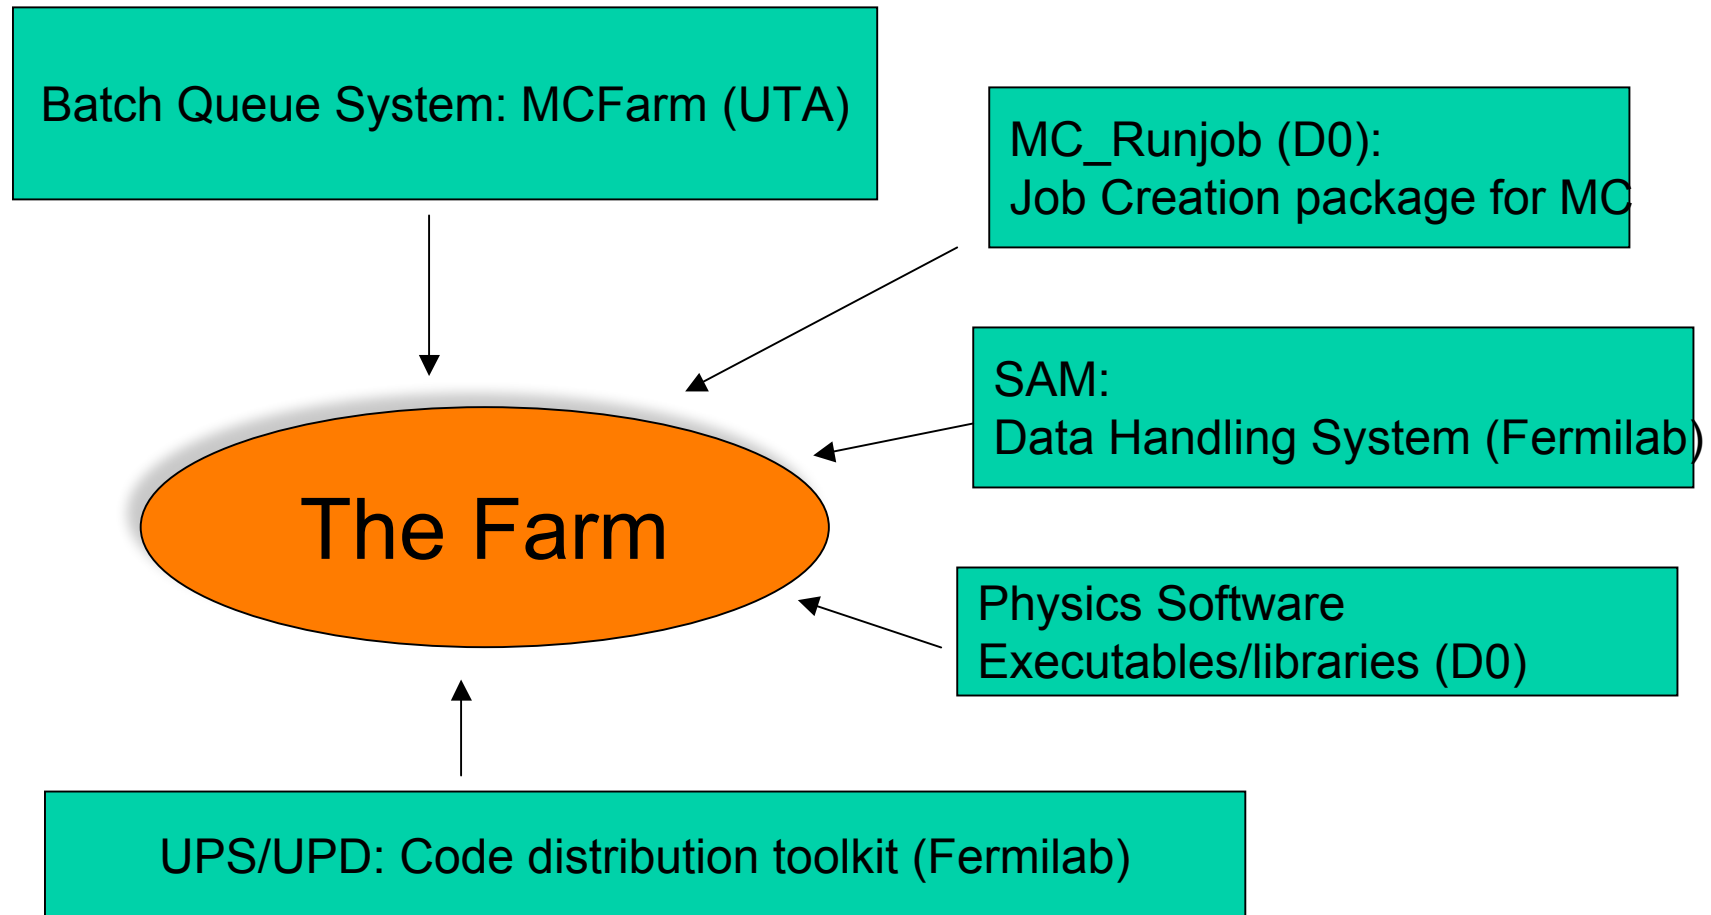 Batch Queue System: MCFarm (UTA)
MC_Runjob (D0):
Job Creation package for MC
SAM:
Data Handling System (Fermilab)
The Farm
Physics Software
Executables/libraries (D0)
UPS/UPD: Code distribution toolkit (Fermilab)